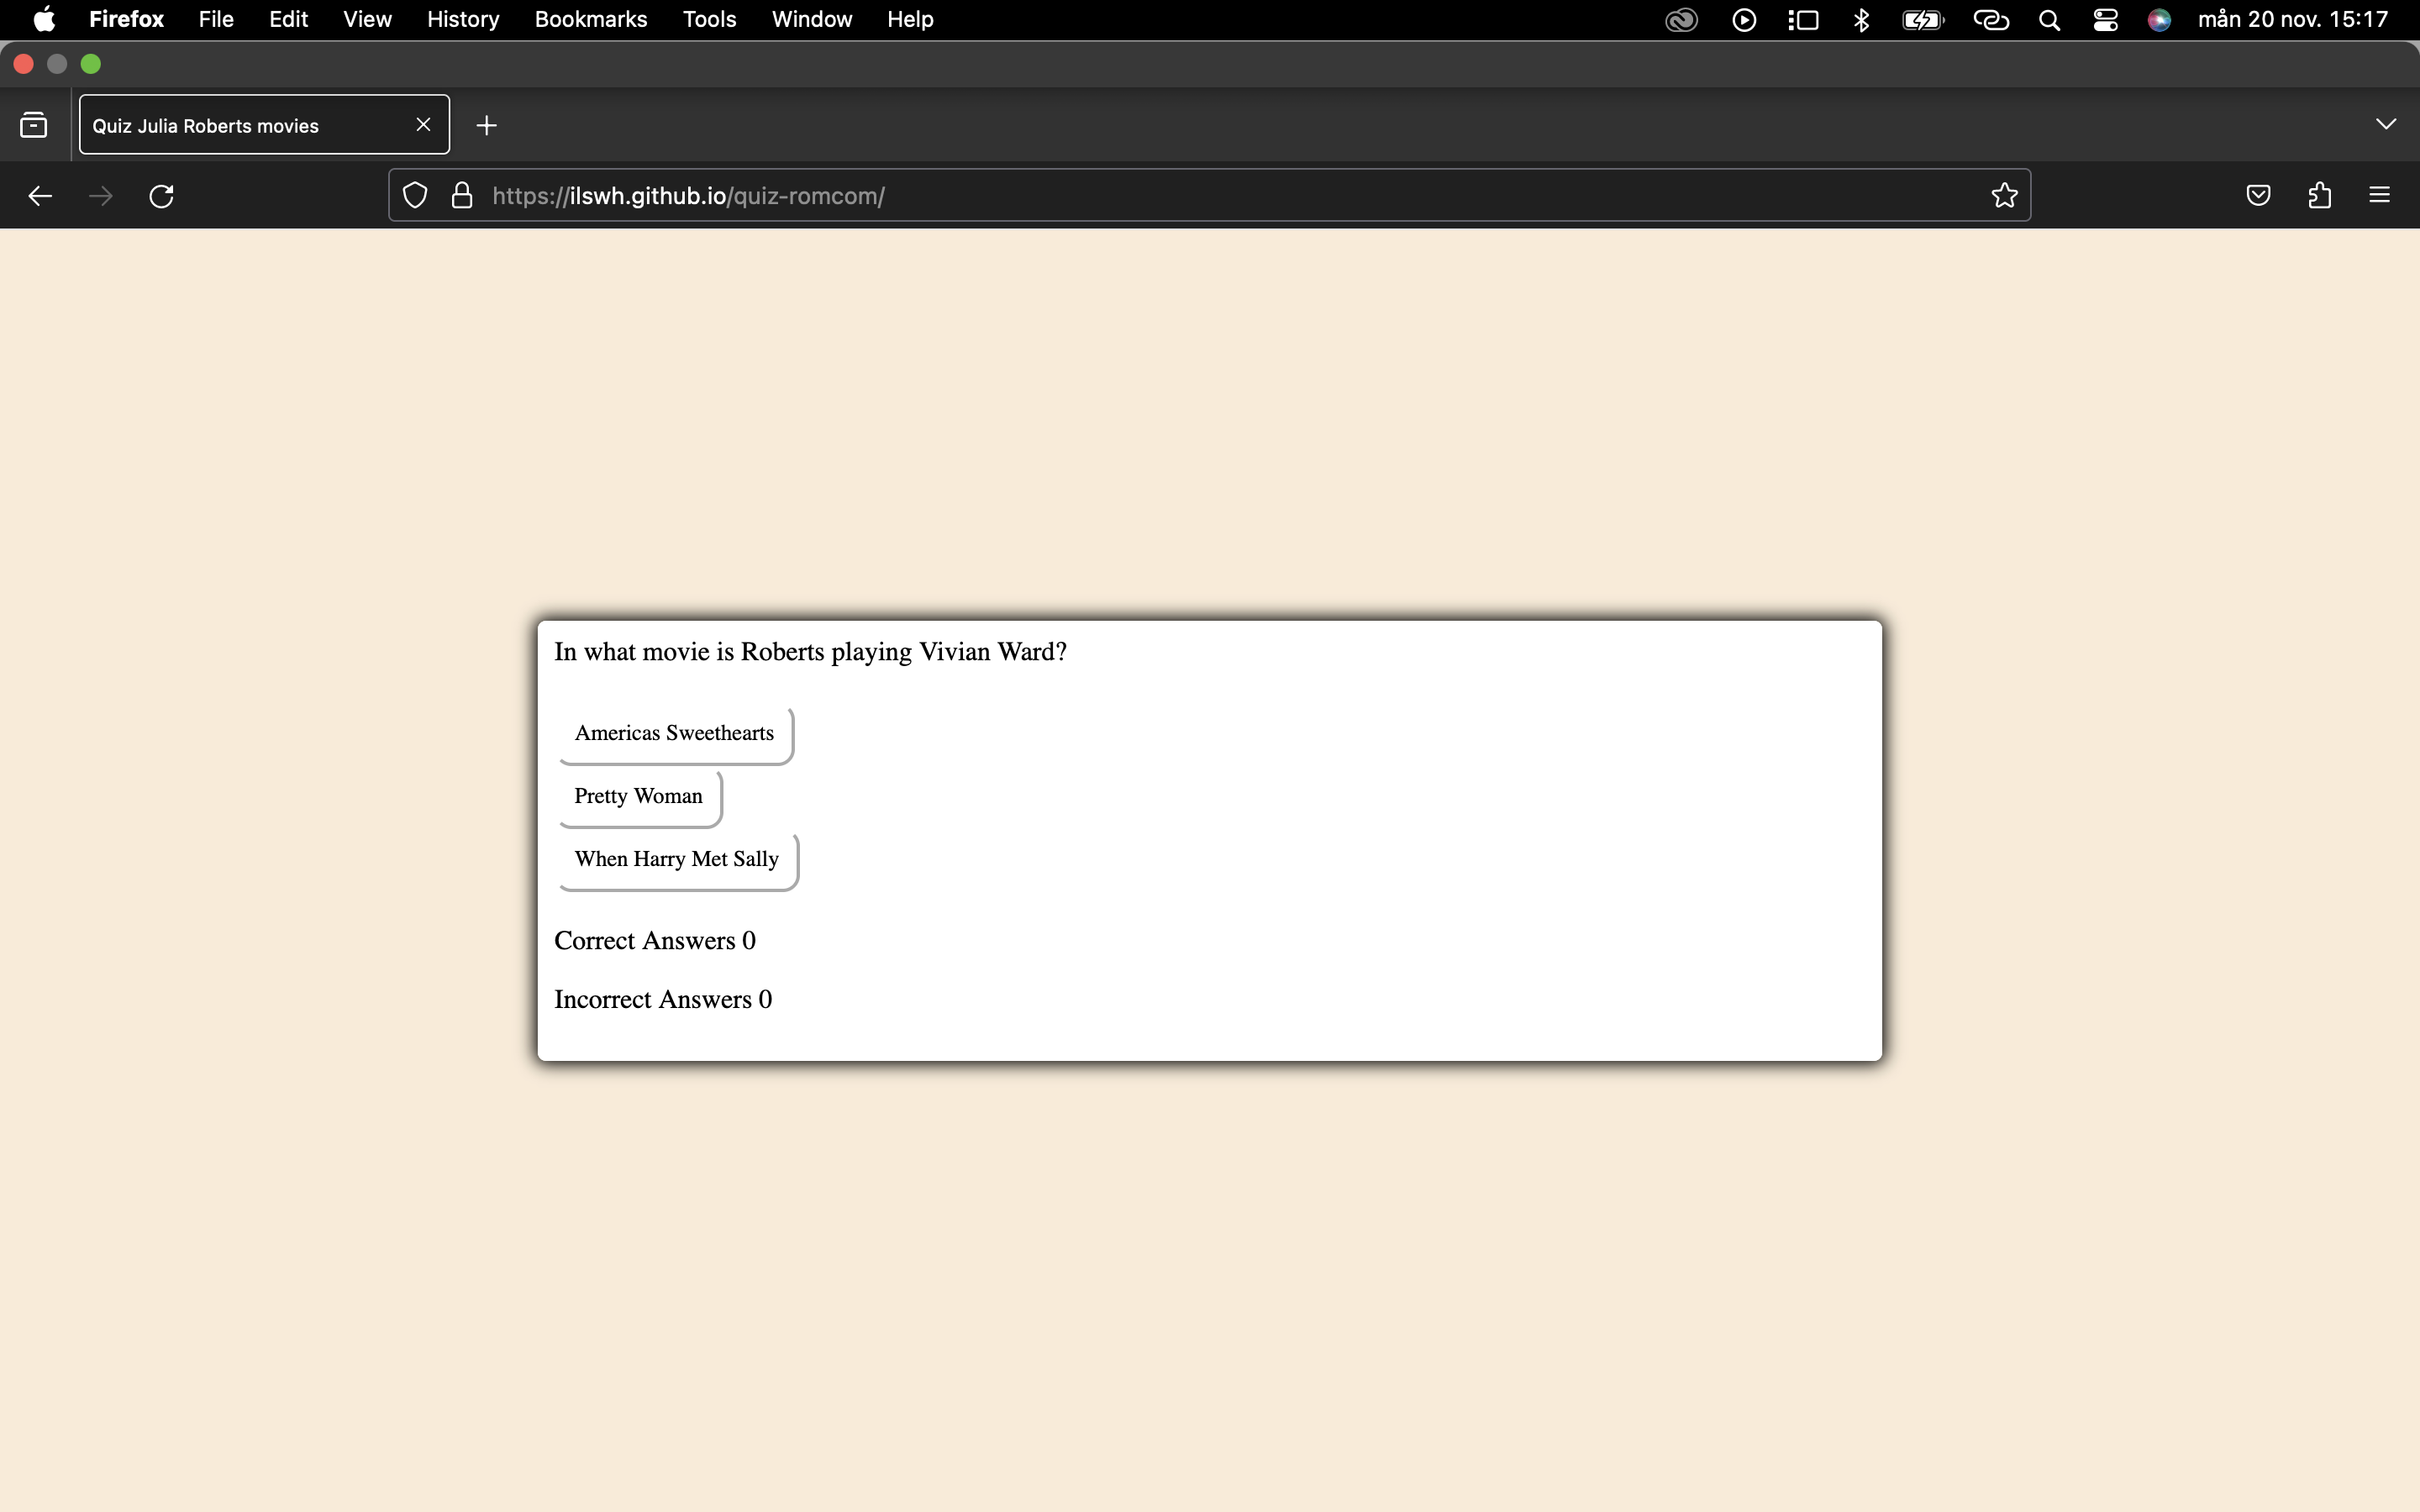 Firefox File Edit View History Bookmarks Tools Window Help mån 20 nov. 15:17
Quiz Julia Roberts movies
https://ilswh.github.io/quiz-romcom/
In what movie is Roberts playing Vivian Ward?
Americas Sweethearts
Pretty Woman
When Harry Met Sally
Correct Answers 0
Incorrect Answers 0